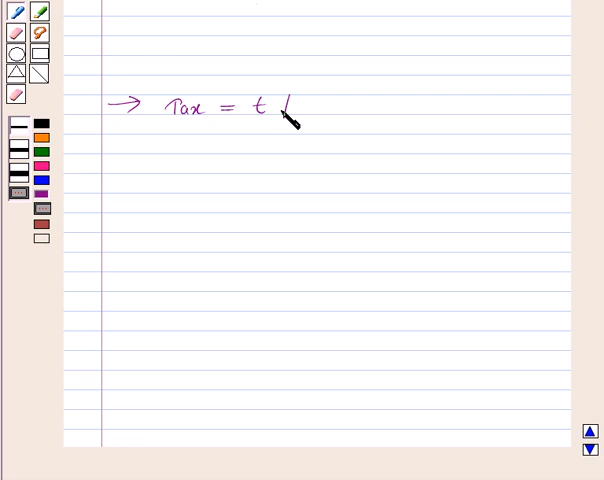 → Tax = t (